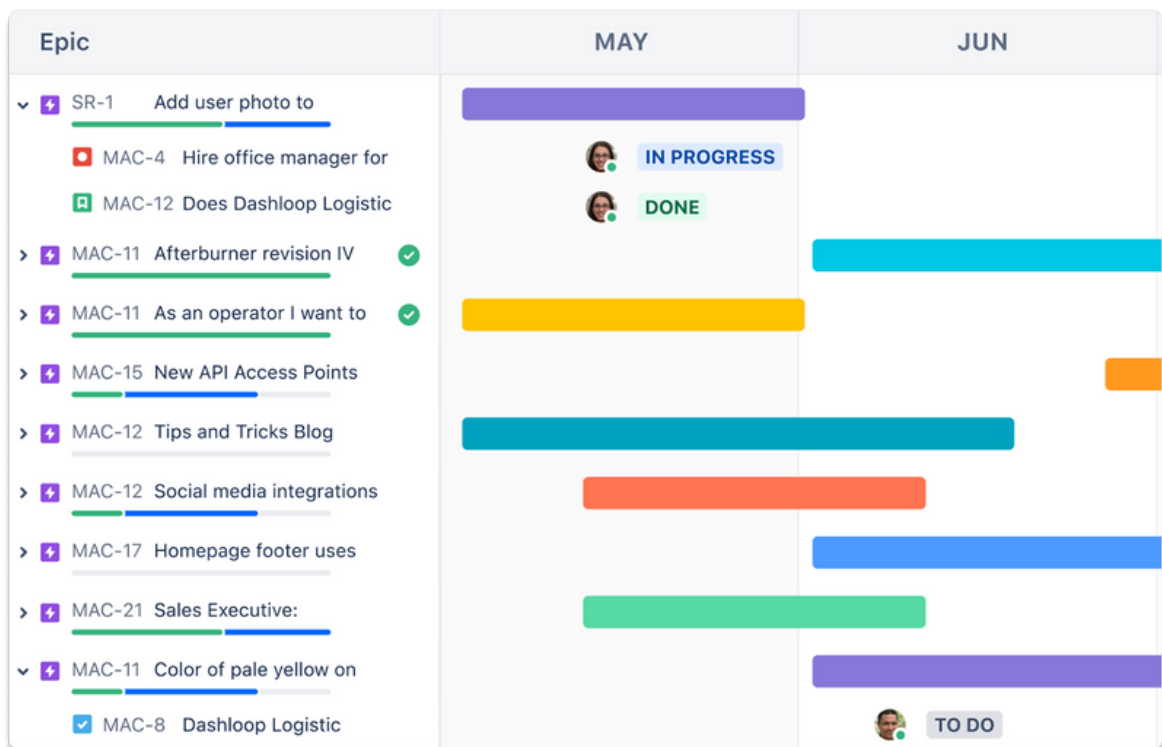 Epic MAY JUN
SR-1 Add user photo to
MAC-4 Hire office manager for IN PROGRESS
MAC-12 Does Dashloop Logistic DONE
MAC-11 Afterburner revision IV
MAC-11 As an operator I want to
MAC-15 New API Access Points
MAC-12 Tips and Tricks Blog
MAC-12 Social media integrations
MAC-17 Homepage footer uses
MAC-21 Sales Executive:
MAC-11 Color of pale yellow on
MAC-8 Dashloop Logistic TO DO